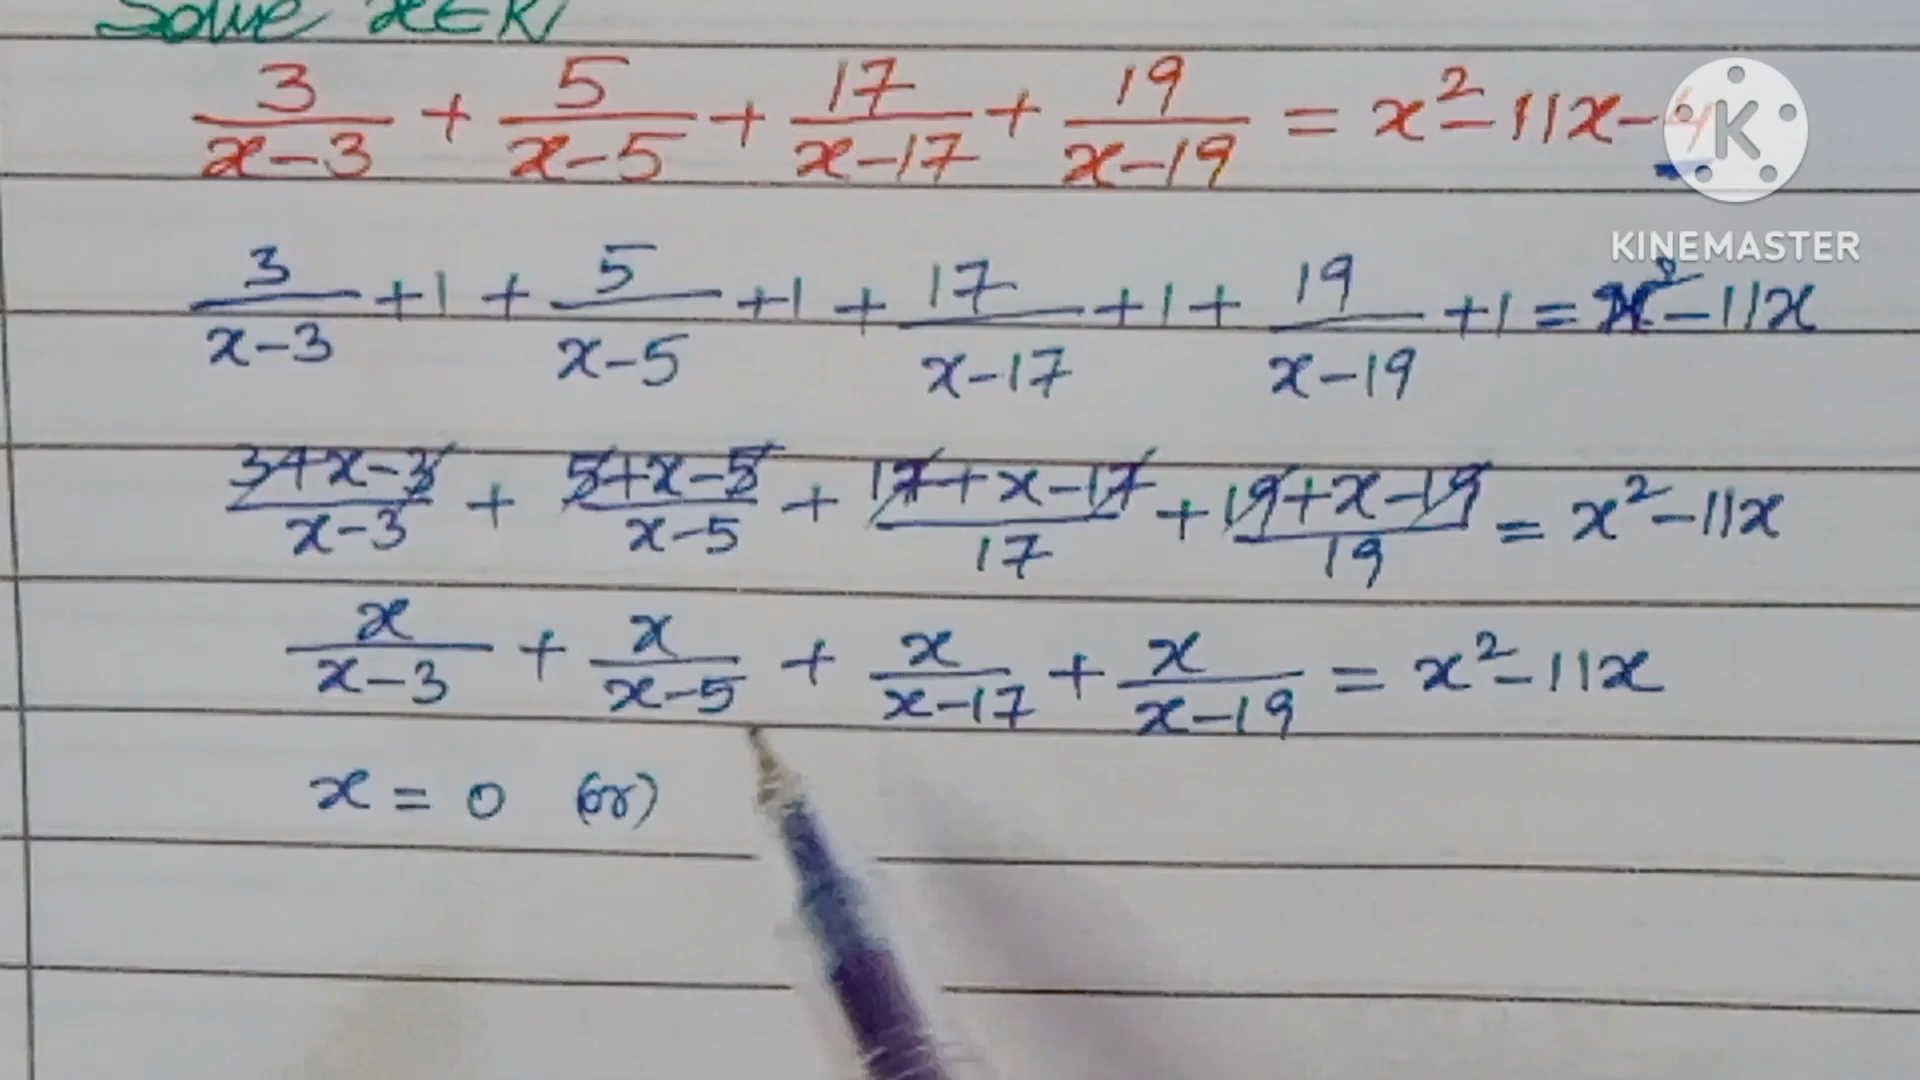 Solve x∈R,
3/(x-3) + 5/(x-5) + 17/(x-17) + 19/(x-19) = x² - 11x - 4
K
KINEMASTER
3/(x-3) +1 + 5/(x-5) +1 + 17/(x-17) +1 + 19/(x-19) +1 = x² - 11x
(3+x-3)/(x-3) + (5+x-5)/(x-5) + (17+x-17)/17 + (19+x-19)/19 = x² - 11x
x/(x-3) + x/(x-5) + x/(x-17) + x/(x-19) = x² - 11x
x = 0 (or)